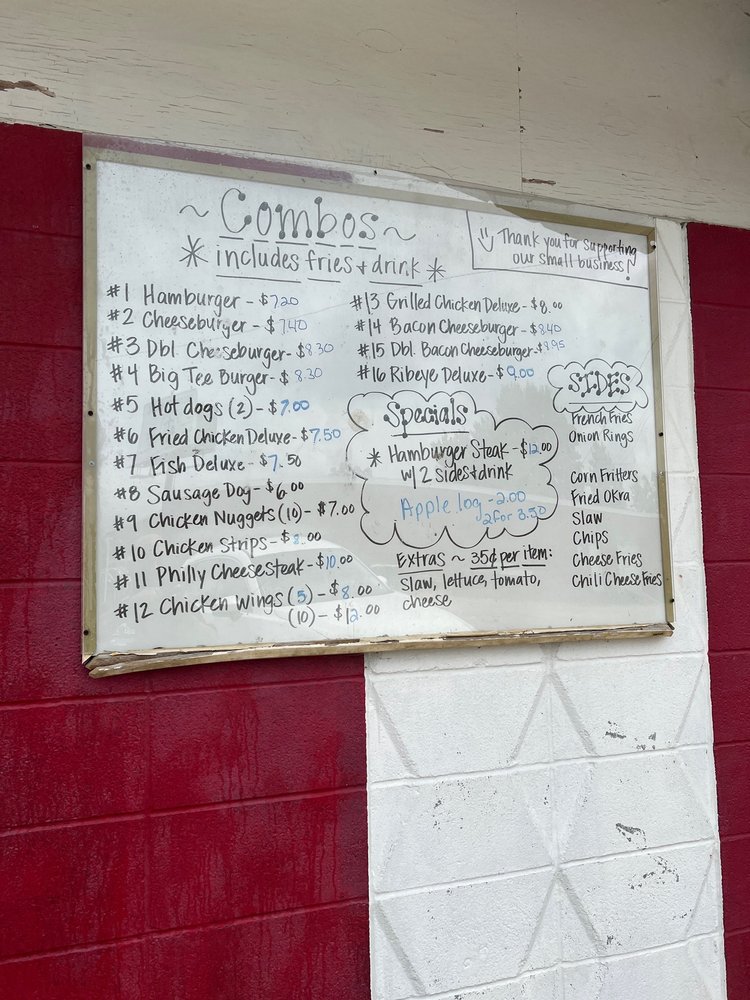 ~ Combos ~
* includes fries & drink *
Thank you for supporting
our small business!
#1 Hamburger - $7.20
#2 Cheeseburger - $7.40
#3 Dbl. Cheeseburger - $8.30
#4 Big Tee Burger - $8.30
#5 Hot dogs (2) - $7.00
#6 Fried Chicken Deluxe - $7.50
#7 Fish Deluxe - $7.50
#8 Sausage Dog - $6.00
#9 Chicken Nuggets (10) - $7.00
#10 Chicken Strips - $8.00
#11 Philly Cheesesteak - $10.00
#12 Chicken Wings (5) - $8.00
(10) - $12.00
#13 Grilled Chicken Deluxe - $8.00
#14 Bacon Cheeseburger - $8.40
#15 Dbl. Bacon Cheeseburger - $8.95
#16 Ribeye Deluxe - $9.00
Specials
* Hamburger Steak - $12.00
w/ 2 sides & drink
Apple log - 2.00
2 for 3.50
Extras ~ 35¢ per item:
Slaw, lettuce, tomato,
cheese
SIDES
French Fries
Onion Rings
Corn Fritters
Fried Okra
Slaw
Chips
Cheese Fries
Chili Cheese Fries